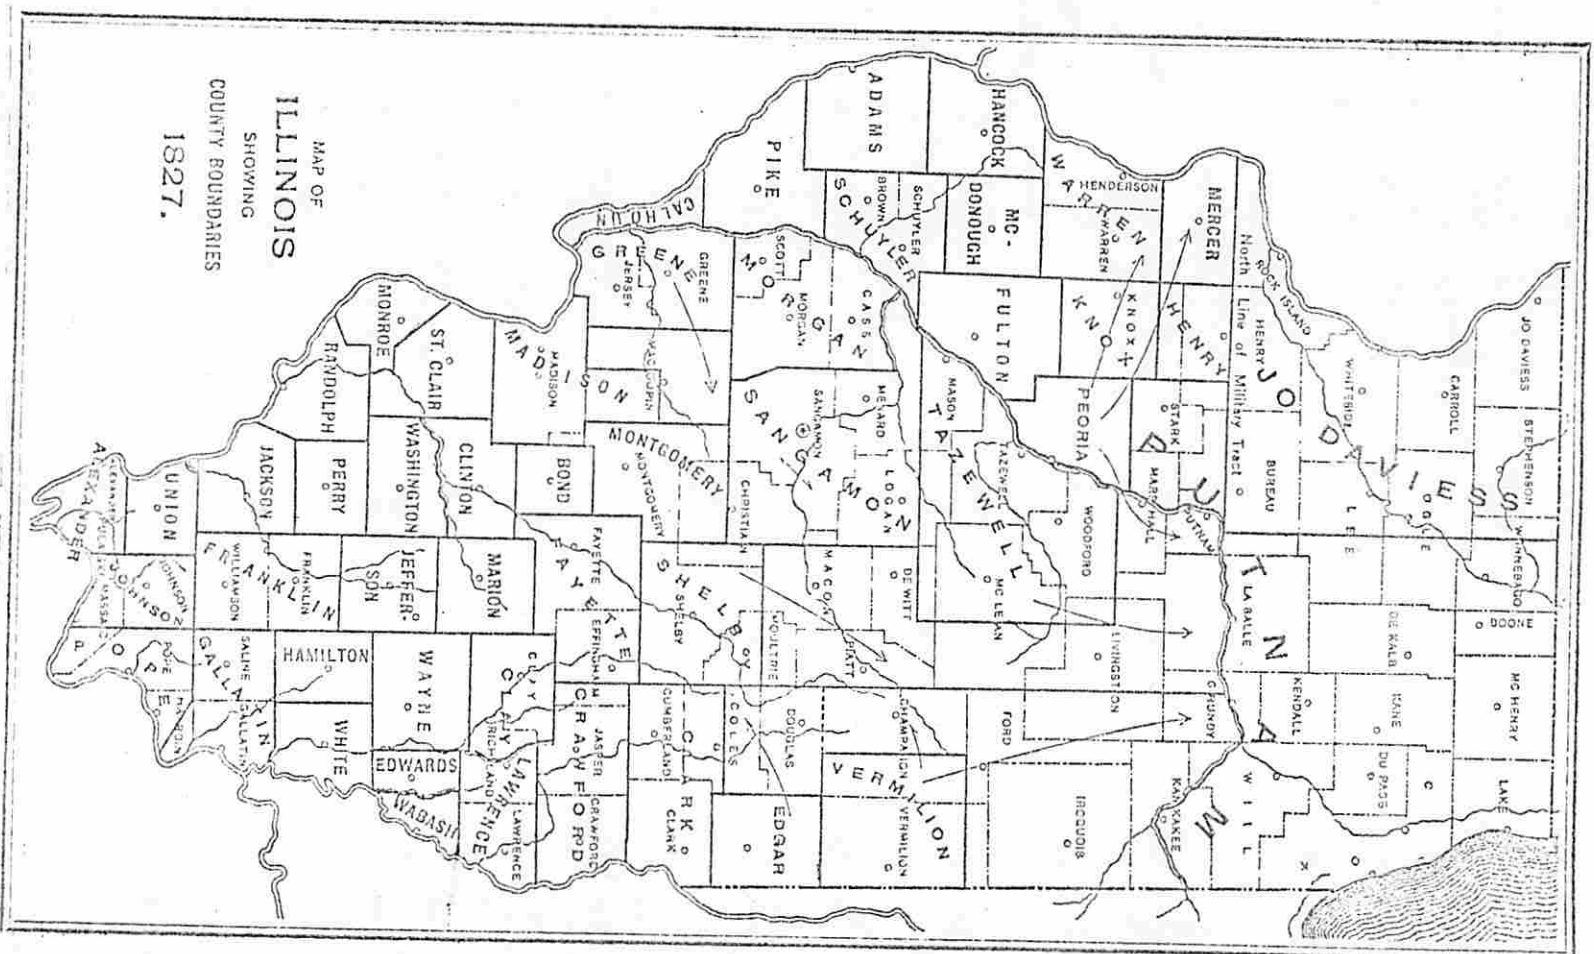 MAP OF
ILLINOIS
SHOWING
COUNTY BOUNDARIES
1827.
JO DAVIESS
STEPHENSON
WINNEBAGO
BOONE
MC HENRY
LAKE
CARROLL
OGLE
JO DAVIESS
WHITESIDE
LEE
DE KALB
KANE
DU PAGE
C
ROCK ISLAND
North Line of Military Tract
HENRY
BUREAU
LA SALLE
KENDALL
WILL
PUTNAM
MERCER
HENRY
STARK
PUTNAM
MARSHALL
GRUNDY
KANKAKEE
WARREN
HENDERSON
WARREN
KNOX
KNOX
PEORIA
WOODFORD
LIVINGSTON
IROQUOIS
FORD
HANCOCK
MC-
DONOUGH
FULTON
TAZEWELL
TAZEWELL
MASON
MC LEAN
ADAMS
SCHUYLER
SCHUYLER
BROWN
CASS
MENARD
LOGAN
DE WITT
PIATT
CHAMPAIGN
VERMILION
VERMILION
PIKE
SCOTT
MORGAN
MORGAN
SANGAMON
SANGAMON
MACON
MOULTRIE
DOUGLAS
EDGAR
COLES
CALHOUN
GREENE
GREENE
JERSEY
MACOUPIN
MONTGOMERY
MONTGOMERY
CHRISTIAN
SHELBY
SHELBY
CUMBERLAND
CLARK
CLARK
MADISON
MADISON
BOND
FAYETTE
FAYETTE
EFFINGHAM
JASPER
CRAWFORD
CRAWFORD
ST. CLAIR
CLINTON
MARION
CLAY
CLAY
RICHLAND
LAWRENCE
LAWRENCE
MONROE
WASHINGTON
JEFFER-
SON
WAYNE
EDWARDS
WABASH
RANDOLPH
PERRY
FRANKLIN
FRANKLIN
HAMILTON
WHITE
JACKSON
WILLIAMSON
SALINE
GALLATIN
GALLATIN
UNION
JOHNSON
JOHNSON
POPE
POPE
HARDIN
ALEXANDER
ALEXANDER
PULASKI
MASSAC